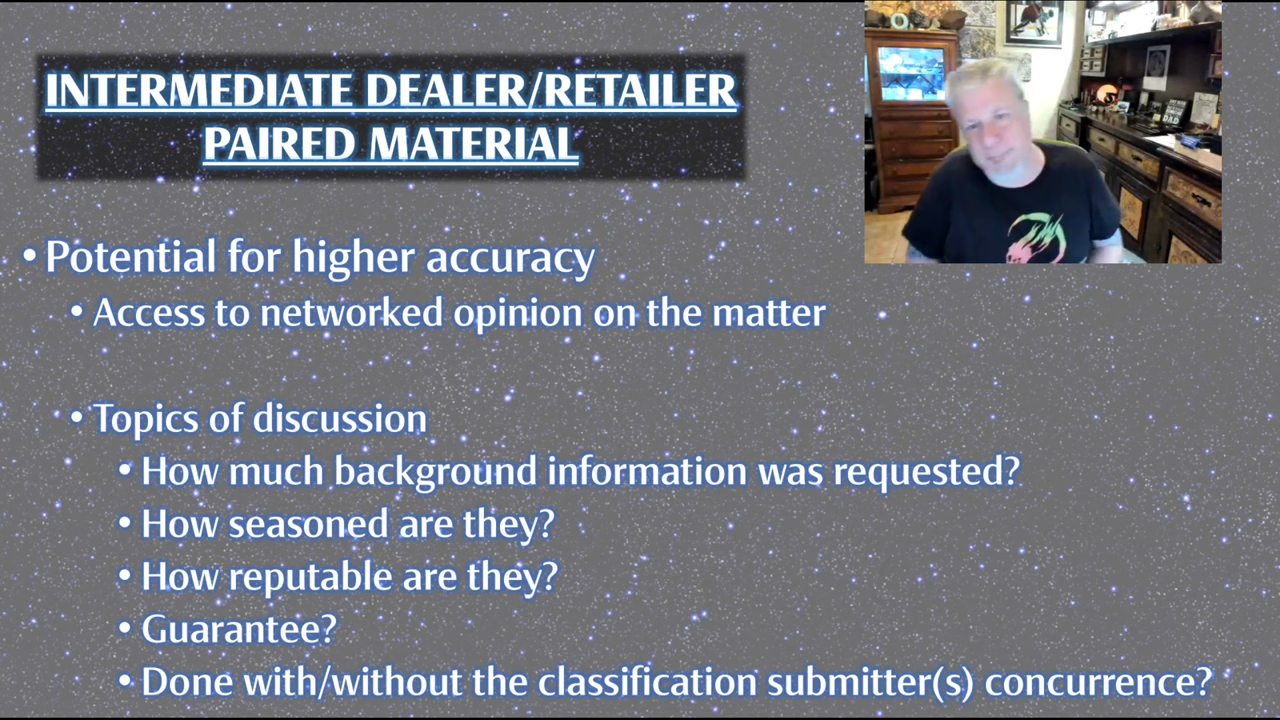 INTERMEDIATE DEALER/RETAILER
PAIRED MATERIAL
• Potential for higher accuracy
• Access to networked opinion on the matter
• Topics of discussion
• How much background information was requested?
• How seasoned are they?
• How reputable are they?
• Guarantee?
• Done with/without the classification submitter(s) concurrence?